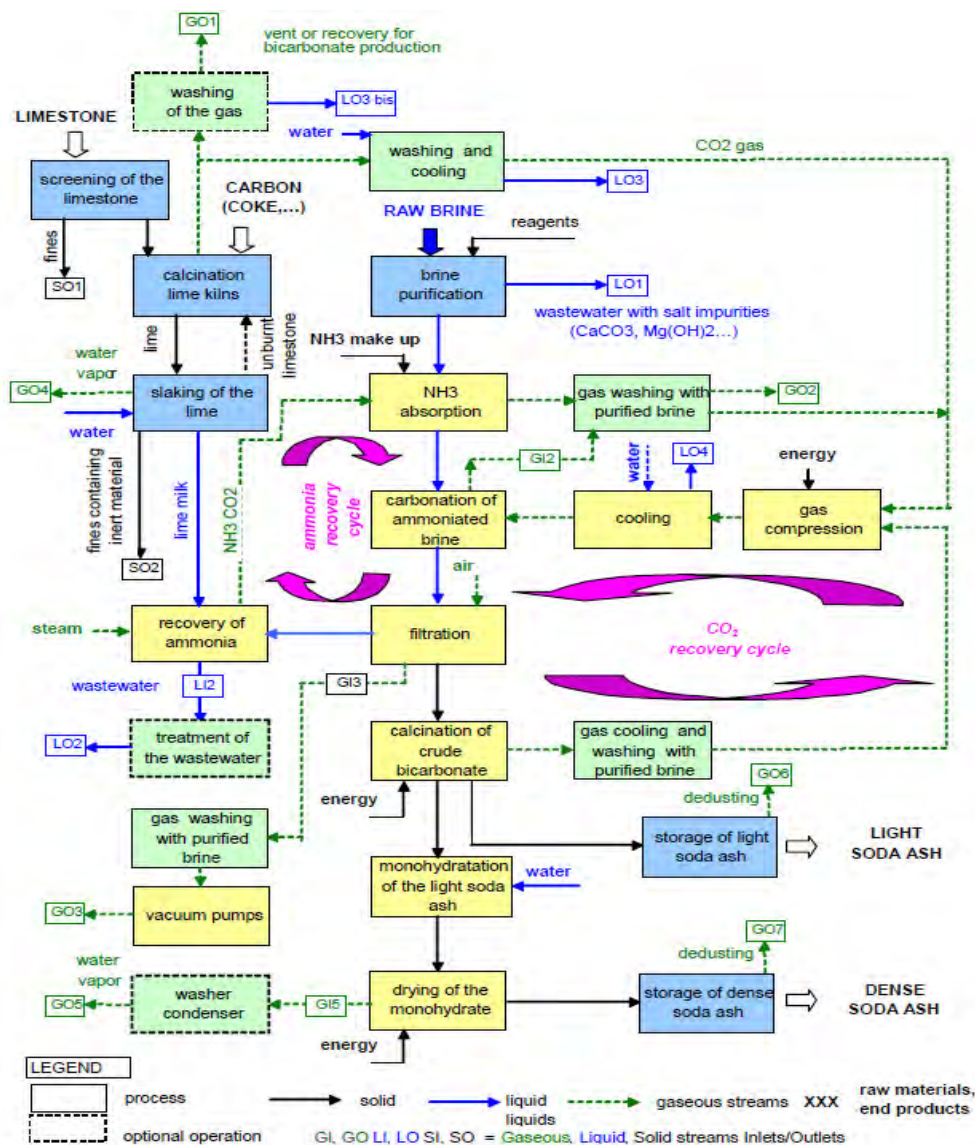 GO1
vent or recovery for
bicarbonate production
washing
of the gas
LO3 bis
LIMESTONE
water
washing and
cooling
CO2 gas
LO3
screening of the
limestone
CARBON
(COKE,...)
RAW BRINE
reagents
fines
SO1
calcination
lime kilns
brine
purification
LO1
wastewater with salt impurities
(CaCO3, Mg(OH)2...)
lime
unburnt
limestone
NH3 make up
water
vapor
GO4
slaking of the
lime
water
NH3
absorption
gas washing with
purified brine
GO2
GI2
water
LO4
energy
fines containing
inert material
SO2
lime milk
NH3 CO2
ammonia
recovery
cycle
carbonation of
ammoniated
brine
cooling
gas
compression
air
steam
recovery of
ammonia
filtration
CO2
recovery cycle
wastewater
LI2
GI3
LO2
treatment of
the wastewater
calcination of
crude
bicarbonate
gas cooling and
washing with
purified brine
energy
GO6
dedusting
gas washing
with purified
brine
storage of light
soda ash
LIGHT
SODA ASH
monohydratation
of the light soda
ash
water
GO3
vacuum pumps
GO7
dedusting
water
vapor
GO5
washer
condenser
GI5
drying of the
monohydrate
storage of dense
soda ash
DENSE
SODA ASH
energy
LEGEND
process
solid
liquid
liquids
gaseous streams
XXX
raw materials,
end products
optional operation
GI, GO LI, LO SI, SO = Gaseous, Liquid, Solid streams Inlets/Outlets